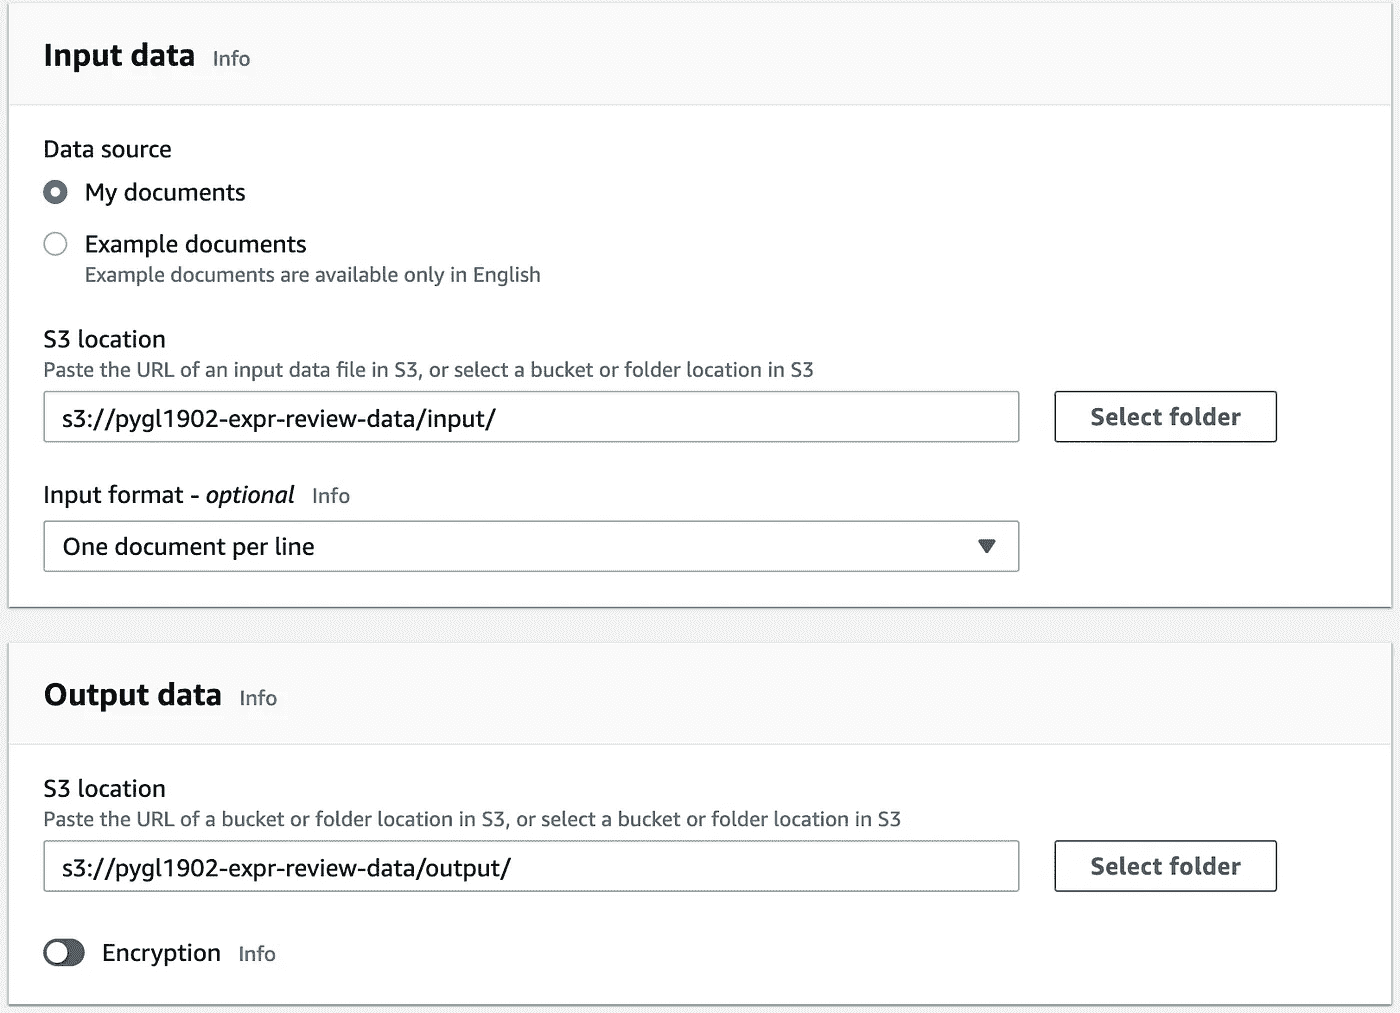 Input data Info
Data source
My documents
Example documents
Example documents are available only in English
S3 location
Paste the URL of an input data file in S3, or select a bucket or folder location in S3
s3://pygl1902-expr-review-data/input/ Select folder
Input format - optional Info
One document per line
Output data Info
S3 location
Paste the URL of a bucket or folder location in S3, or select a bucket or folder location in S3
s3://pygl1902-expr-review-data/output/ Select folder
Encryption Info